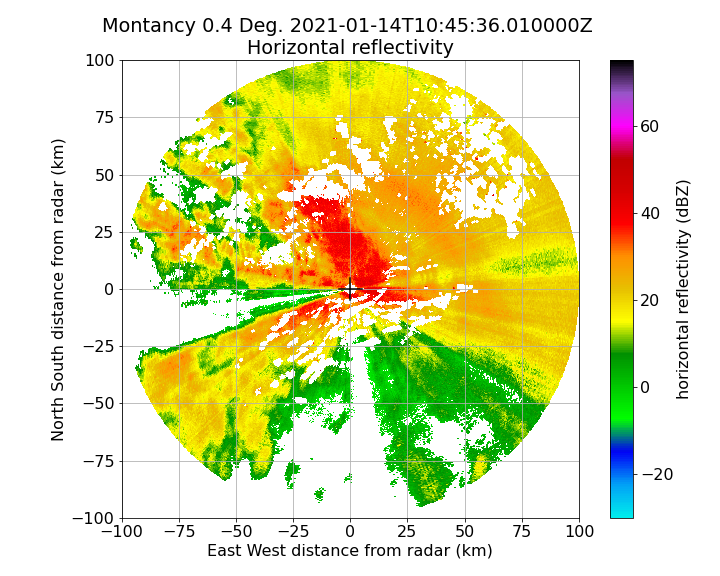 Montancy 0.4 Deg. 2021-01-14T10:45:36.010000Z
Horizontal reflectivity
100
75
50
25
0
−25
−50
−75
−100
−100 −75 −50 −25 0 25 50 75 100
North South distance from radar (km)
East West distance from radar (km)
60
40
20
0
−20
horizontal reflectivity (dBZ)